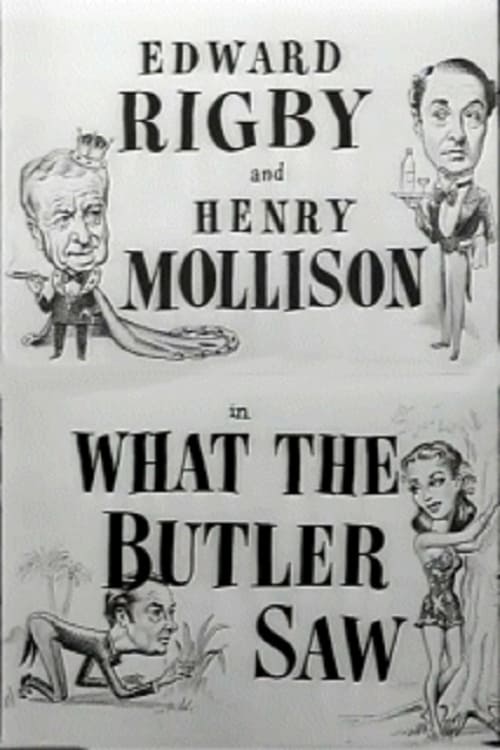 EDWARD
RIGBY
and
HENRY
MOLLISON
in
WHAT THE
BUTLER
SAW